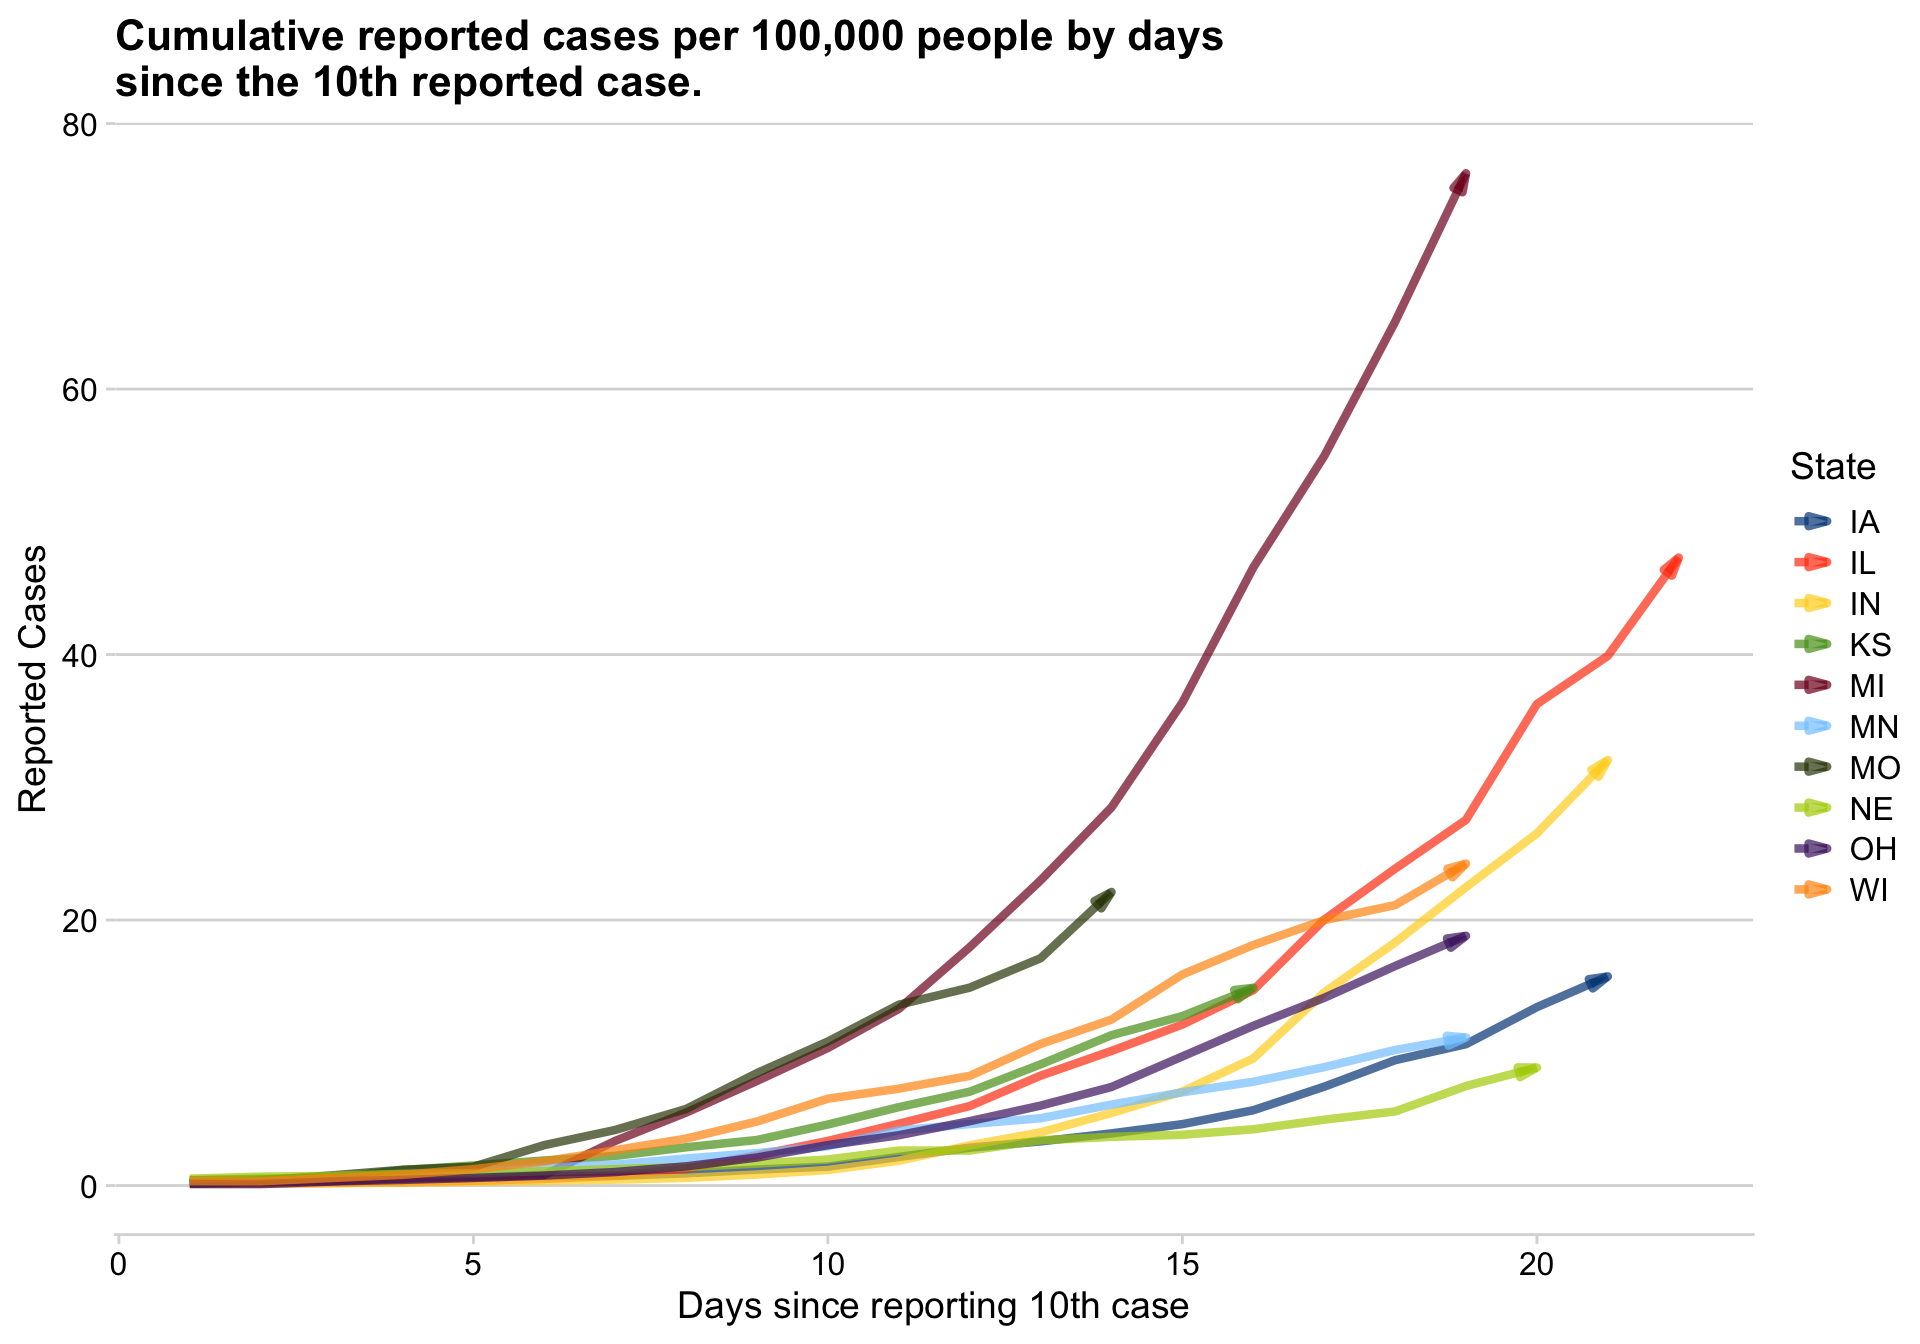 Cumulative reported cases per 100,000 people by days
since the 10th reported case.
80
60
40
20
0
Reported Cases
0 5 10 15 20
Days since reporting 10th case
State
IA
IL
IN
KS
MI
MN
MO
NE
OH
WI